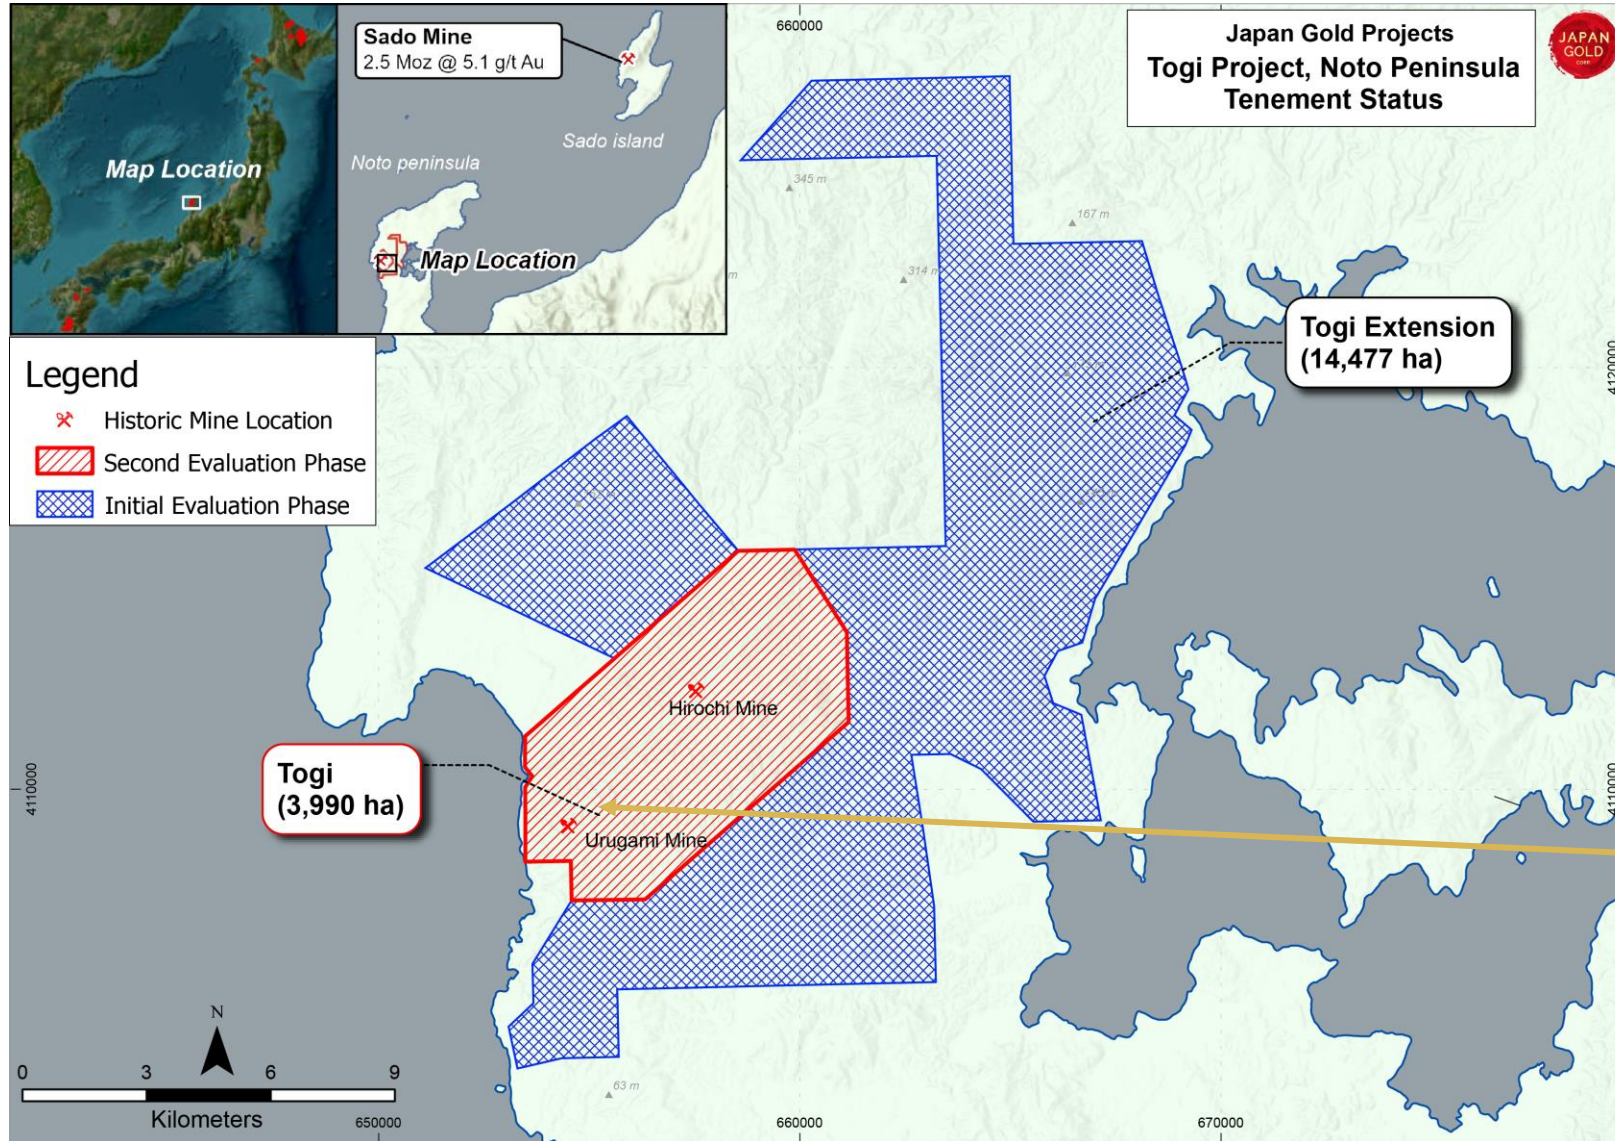 Japan Gold Projects
Togi Project, Noto Peninsula
Tenement Status
JAPAN
GOLD
CORP.
Map Location
Sado Mine
2.5 Moz @ 5.1 g/t Au
Sado island
Noto peninsula
Map Location
Legend
Historic Mine Location
Second Evaluation Phase
Initial Evaluation Phase
660000
345 m
167 m
314 m
m
Togi Extension
(14,477 ha)
4120000
Hirochi Mine
Togi
(3,990 ha)
Urugami Mine
4110000
4110000
63 m
N
0 3 6 9
Kilometers
650000
660000
670000